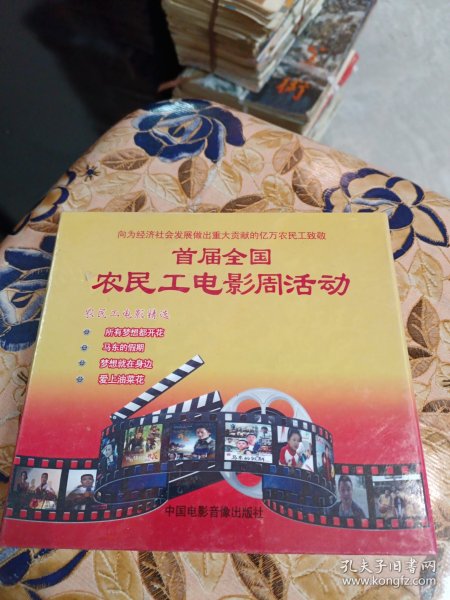 向为经济社会发展做出重大贡献的亿万农民工致敬
首届全国
农民工电影周活动
农民工电影精选
所有梦想都开花
马东的假期
梦想就在身边
爱上油菜花
中国电影音像出版社
孔夫子旧书网
www.kongfz.com